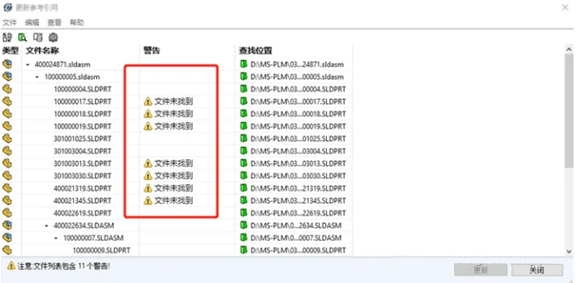 更新参考引用
文件 编辑 查看 帮助
类型 文件名称 警告 查找位置
400024871.sldasm D:\MS-PLM\03...24871.sldasm
100000005.sldasm D:\MS-PLM\03...00005.sldasm
100000004.SLDPRT D:\MS-PLM\03...00004.SLDPRT
100000017.SLDPRT 文件未找到 D:\MS-PLM\03...00017.SLDPRT
100000018.SLDPRT 文件未找到 D:\MS-PLM\03...00018.SLDPRT
100000019.SLDPRT 文件未找到 D:\MS-PLM\03...00019.SLDPRT
301001025.SLDPRT D:\MS-PLM\03...01025.SLDPRT
301003004.SLDPRT D:\MS-PLM\03...03004.SLDPRT
301003013.SLDPRT 文件未找到 D:\MS-PLM\03...03013.SLDPRT
301003030.SLDPRT 文件未找到 D:\MS-PLM\03...03030.SLDPRT
400021319.SLDPRT 文件未找到 D:\MS-PLM\03...21319.SLDPRT
400021345.SLDPRT 文件未找到 D:\MS-PLM\03...21345.SLDPRT
400022619.SLDPRT D:\MS-PLM\03...22619.SLDPRT
400022634.SLDASM D:\MS-PLM\0...2634.SLDASM
100000007.SLDASM D:\MS-PLM\0...0007.SLDASM
100000009.SLDPRT D:\MS-PLM\03...00009.SLDPRT
注意:文件列表包含 11 个警告! 更新 关闭